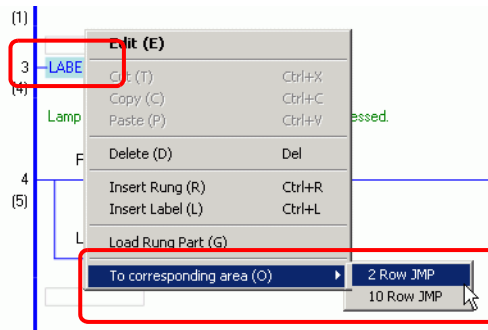 (1)
Edit (E)
3 LABE
Cut (T) Ctrl+X
(4)
Copy (C) Ctrl+C
Lamp Paste (P) Ctrl+V essed.
F Delete (D) Del
4
Insert Rung (R) Ctrl+R
(5)
Insert Label (L) Ctrl+L
L Load Rung Part (G)
To corresponding area (O) 2 Row JMP
10 Row JMP